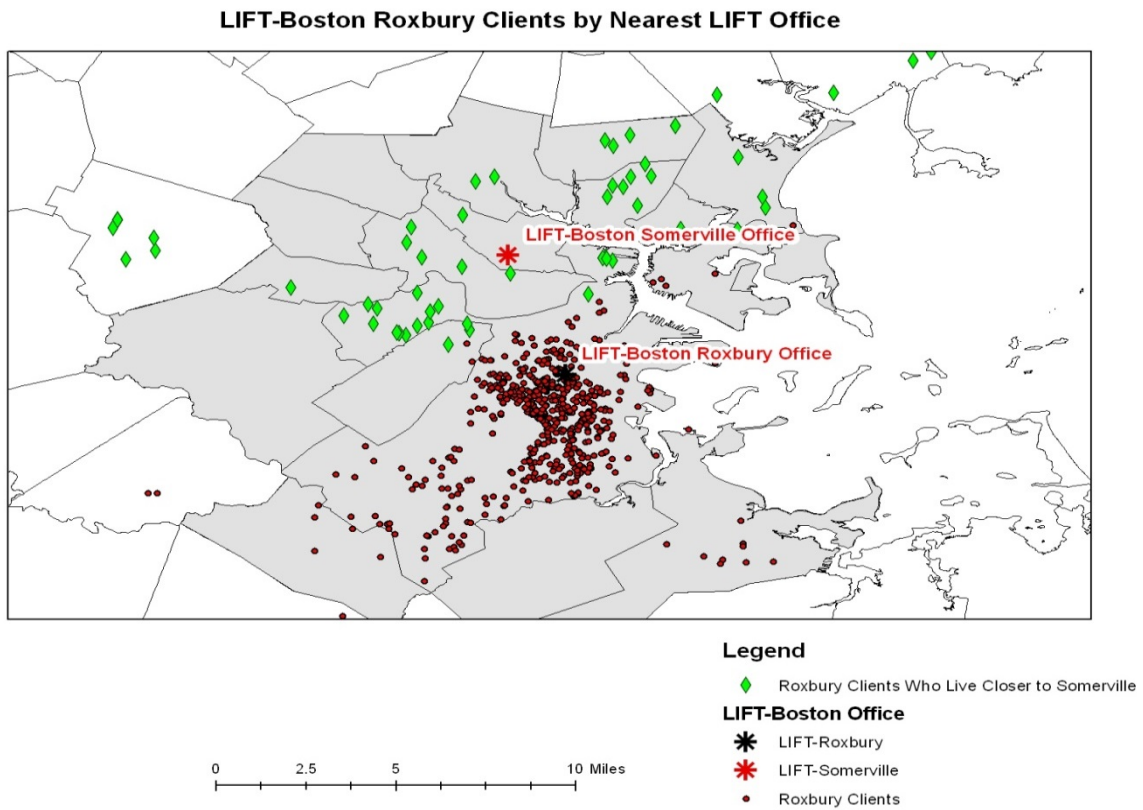 LIFT-Boston Roxbury Clients by Nearest LIFT Office
LIFT-Boston Somerville Office
LIFT-Boston Roxbury Office
Legend
Roxbury Clients Who Live Closer to Somerville
LIFT-Boston Office
LIFT-Roxbury
LIFT-Somerville
Roxbury Clients
0 2.5 5 10 Miles